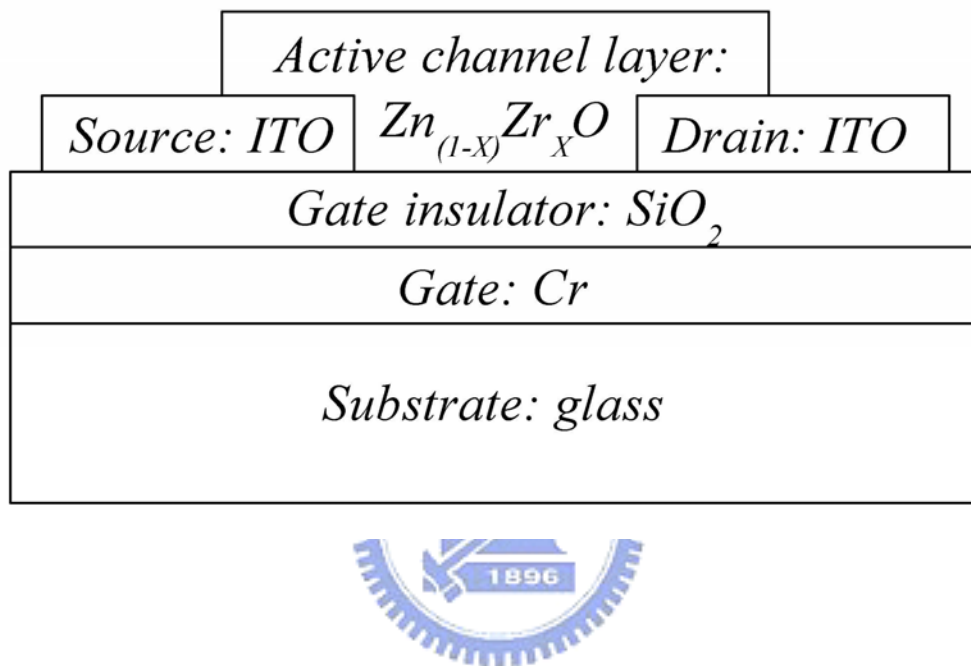 Active channel layer:
Source: ITO
Zn(1-X)ZrXO
Drain: ITO
Gate insulator: SiO2
Gate: Cr
Substrate: glass
1896